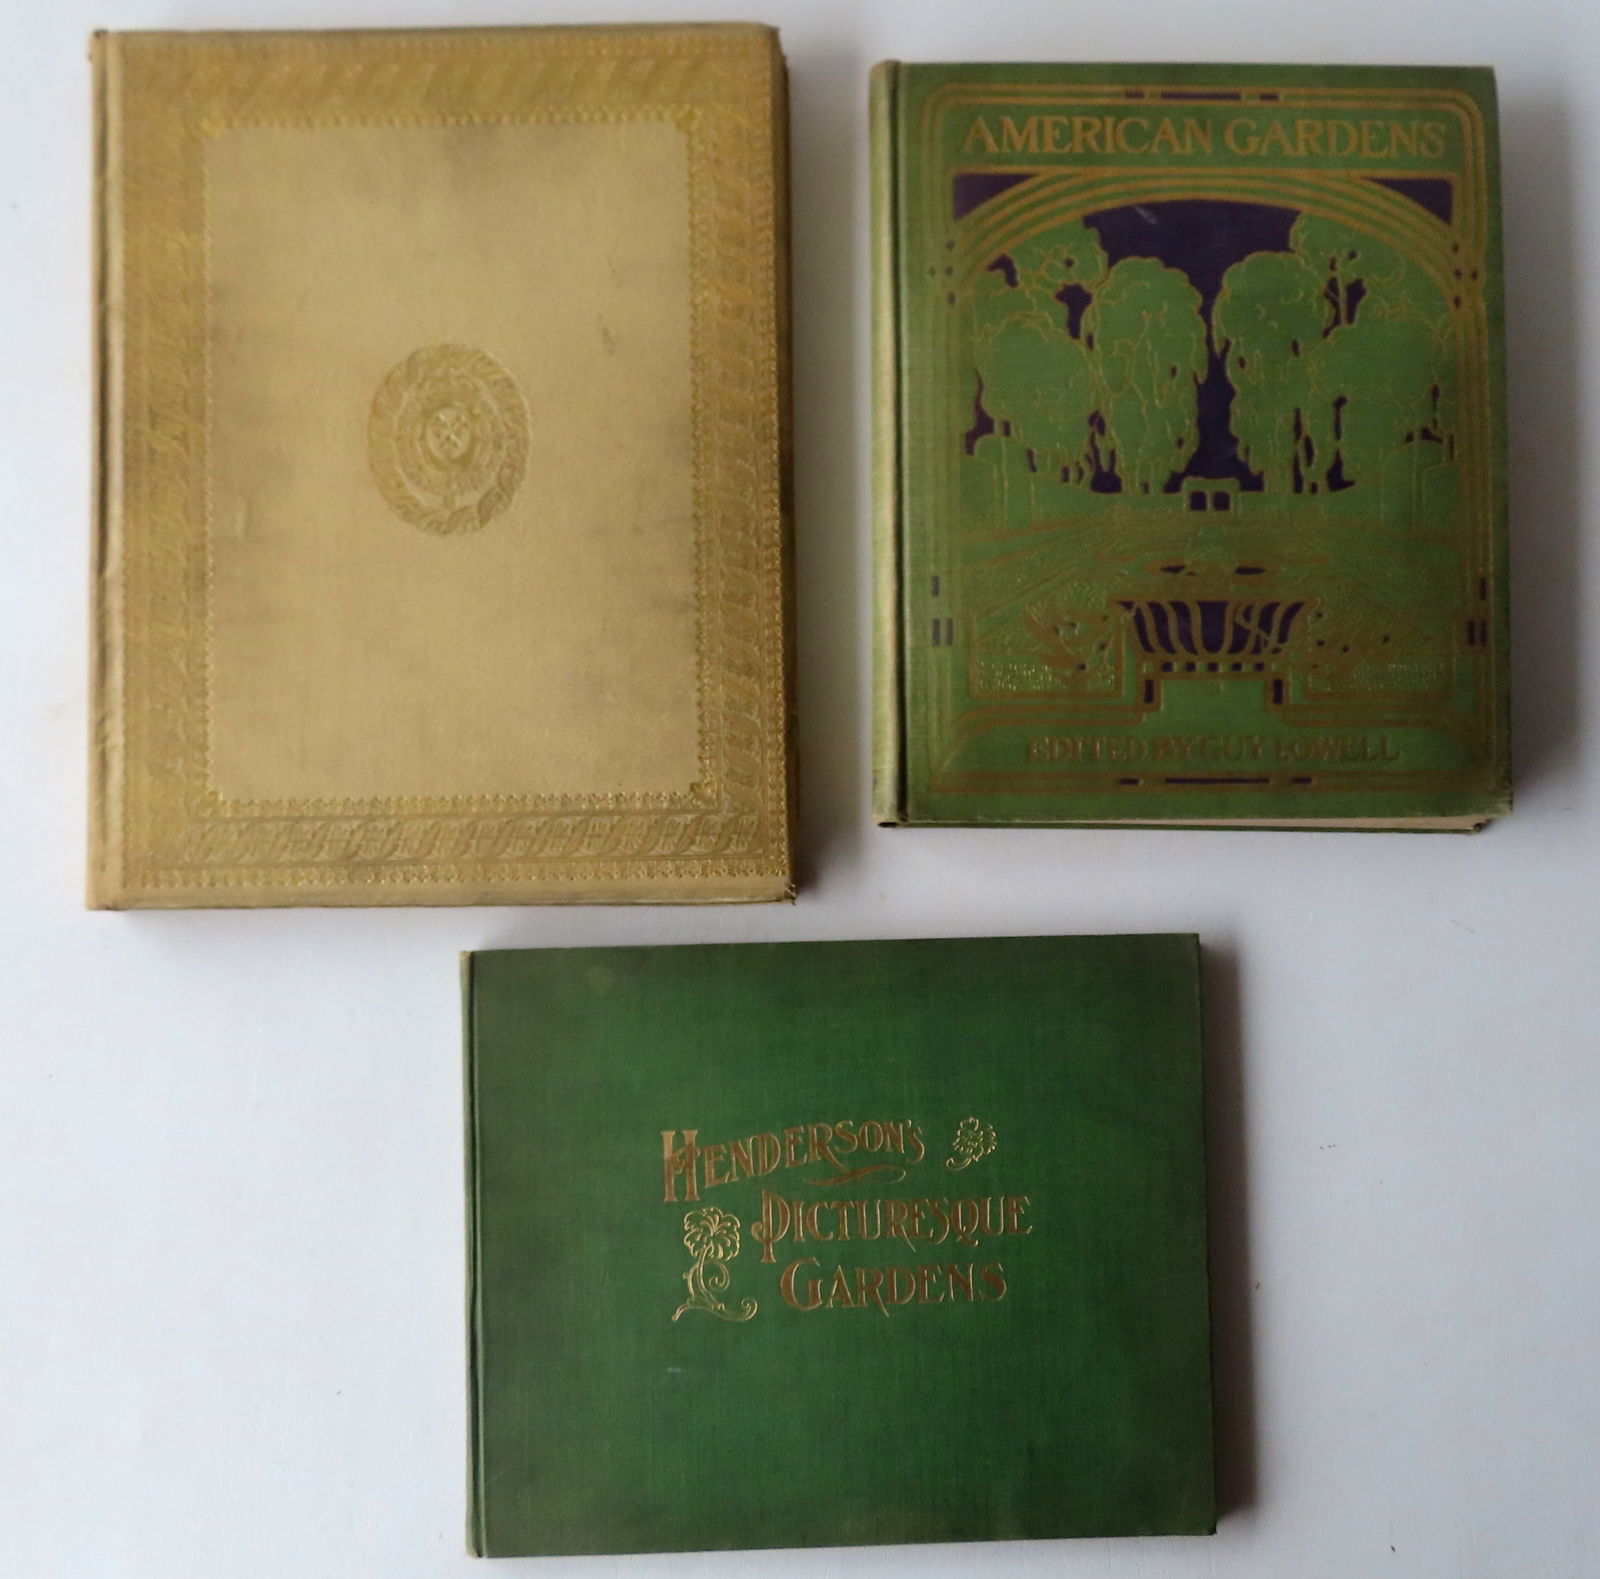 AMERICAN GARDENS
EDITED BY GUY LOWELL
HENDERSON'S
PICTURESQUE
GARDENS